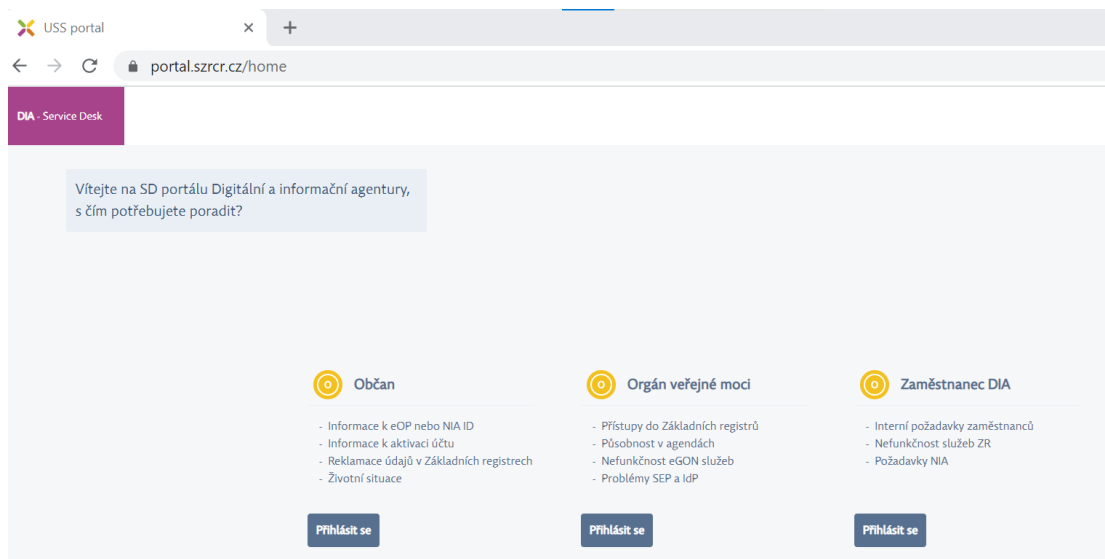 USS portal
portal.szrcr.cz/home
DIA - Service Desk
Vítejte na SD portálu Digitální a informační agentury,
s čím potřebujete poradit?
Občan
- Informace k eOP nebo NIA ID
- Informace k aktivaci účtu
- Reklamace údajů v Základních registrech
- Životní situace
Přihlásit se
Orgán veřejné moci
- Přístupy do Základních registrů
- Působnost v agendách
- Nefunkčnost eGON služeb
- Problémy SEP a IdP
Přihlásit se
Zaměstnanec DIA
- Interní požadavky zaměstnanců
- Nefunkčnost služeb ZR
- Požadavky NIA
Přihlásit se